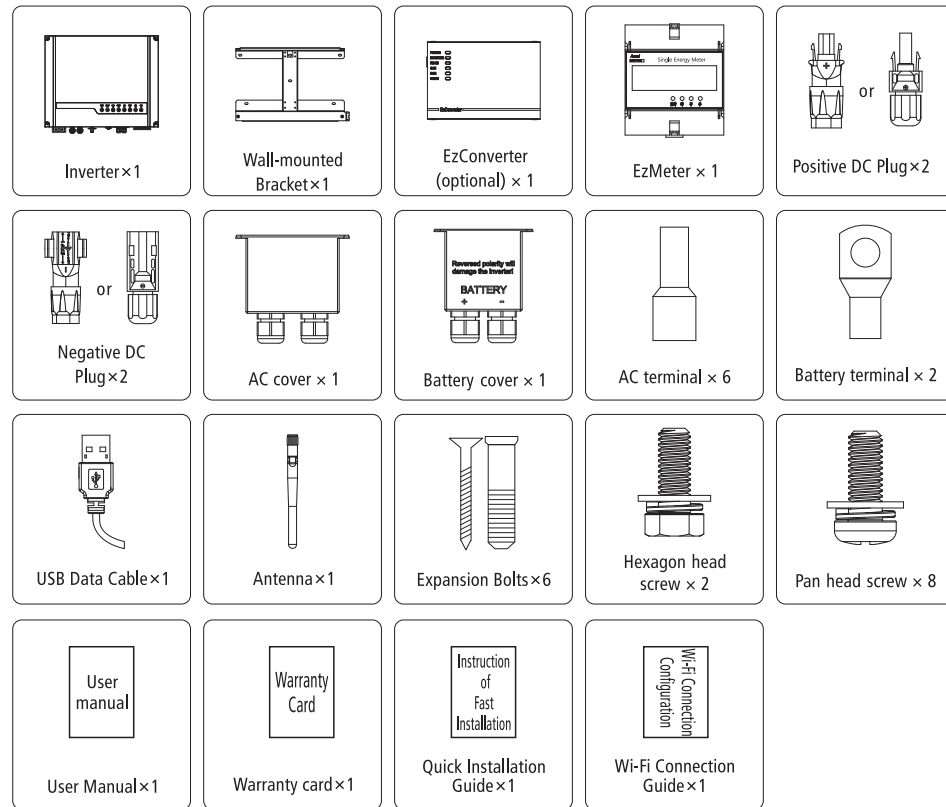 Single Energy Meter
EzConverter
Inverter×1
Wall-mounted
Bracket×1
EzConverter
(optional) × 1
EzMeter × 1
or
Positive DC Plug×2
or
Negative DC
Plug×2
AC cover × 1
Reversed polarity will
damage the inverter!
BATTERY
+ -
Battery cover × 1
AC terminal × 6
Battery terminal × 2
USB Data Cable×1
Antenna×1
Expansion Bolts×6
Hexagon head
screw × 2
Pan head screw × 8
User
manual
User Manual×1
Warranty
Card
Warranty card×1
Instruction
of
Fast
Installation
Quick Installation
Guide×1
Wi-Fi Connection
Configuration
Wi-Fi Connection
Guide×1